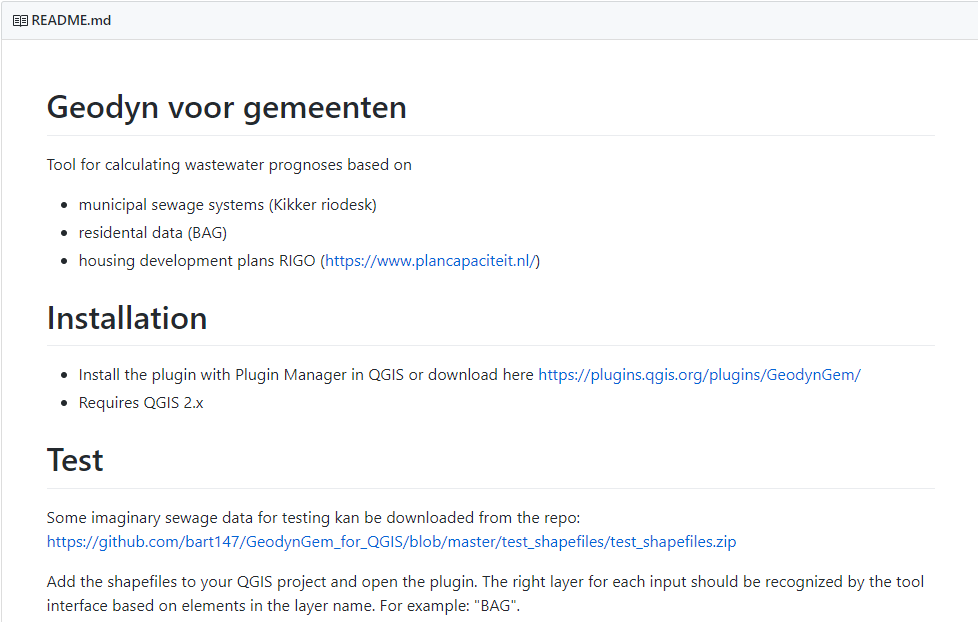 README.md
Geodyn voor gemeenten
Tool for calculating wastewater prognoses based on
municipal sewage systems (Kikker riodesk)
residental data (BAG)
housing development plans RIGO (https://www.plancapaciteit.nl/)
Installation
Install the plugin with Plugin Manager in QGIS or download here https://plugins.qgis.org/plugins/GeodynGem/
Requires QGIS 2.x
Test
Some imaginary sewage data for testing kan be downloaded from the repo:
https://github.com/bart147/GeodynGem_for_QGIS/blob/master/test_shapefiles/test_shapefiles.zip
Add the shapefiles to your QGIS project and open the plugin. The right layer for each input should be recognized by the tool
interface based on elements in the layer name. For example: "BAG".